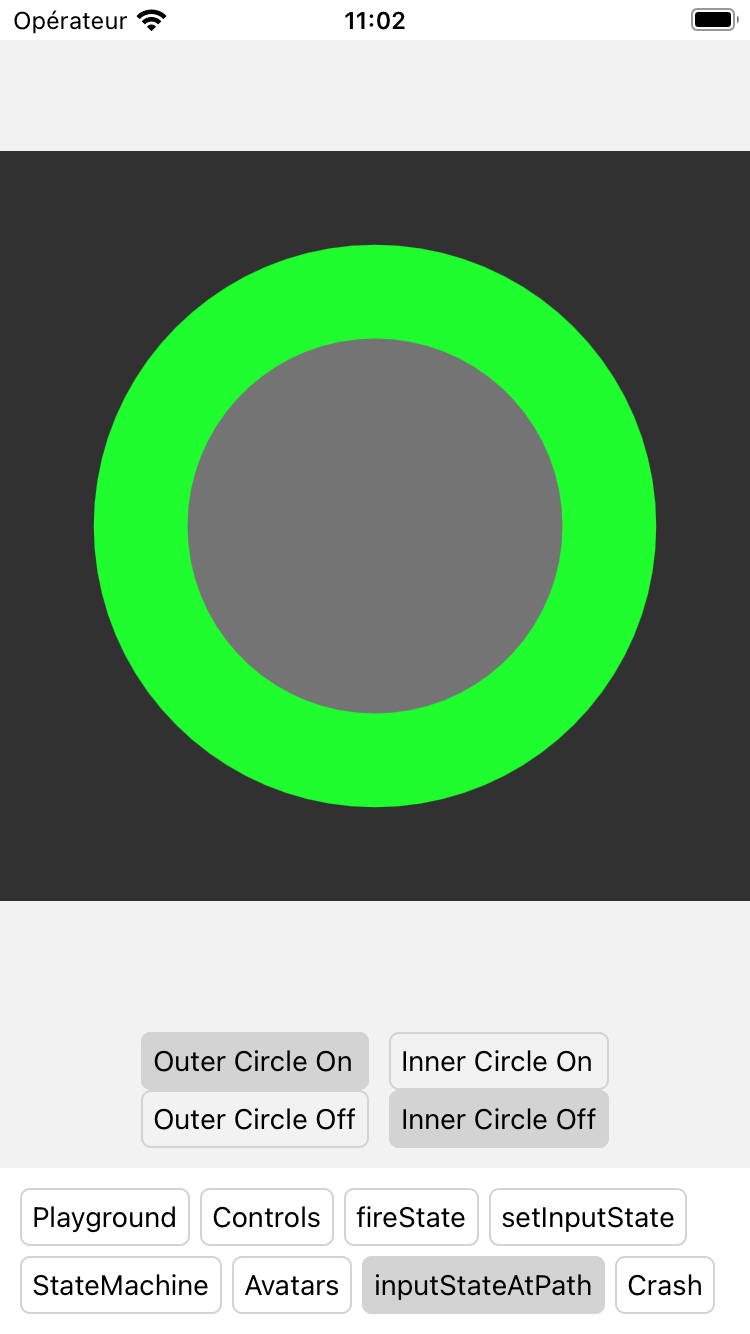 Opérateur 11:02
Outer Circle On Inner Circle On
Outer Circle Off Inner Circle Off
Playground Controls fireState setInputState
StateMachine Avatars inputStateAtPath Crash